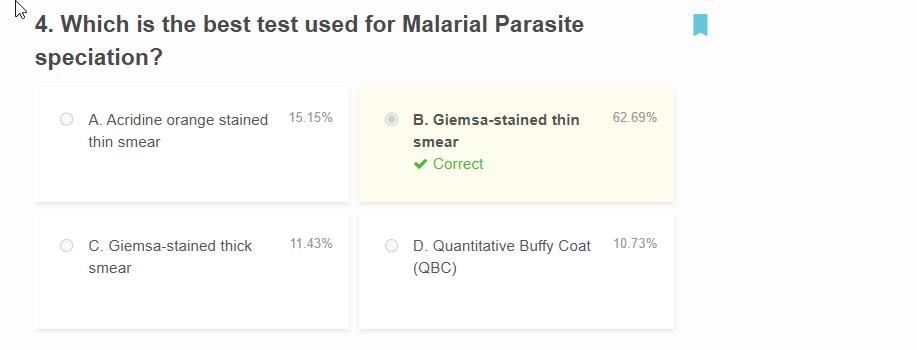 4. Which is the best test used for Malarial Parasite
speciation?
A. Acridine orange stained 15.15%
thin smear
B. Giemsa-stained thin 62.69%
smear
✔ Correct
C. Giemsa-stained thick 11.43%
smear
D. Quantitative Buffy Coat 10.73%
(QBC)